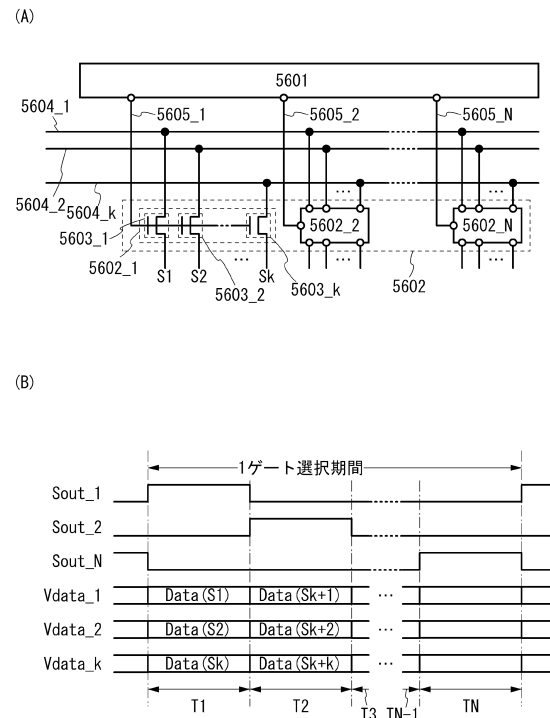 (A)
5601
5604_1
5605_1
5605_2
5605_N
5604_2
5604_k
...
...
5603_1
5602_2
5602_N
5602_1
S1
S2
...
Sk
...
...
5603_2
5603_k
5602
(B)
1ゲート選択期間
Sout_1
Sout_2
Sout_N
Vdata_1 Data(S1) Data(Sk+1) ...
Vdata_2 Data(S2) Data(Sk+2) ...
Vdata_k Data(Sk) Data(Sk+k) ...
T1 T2 T3 TN-1 TN